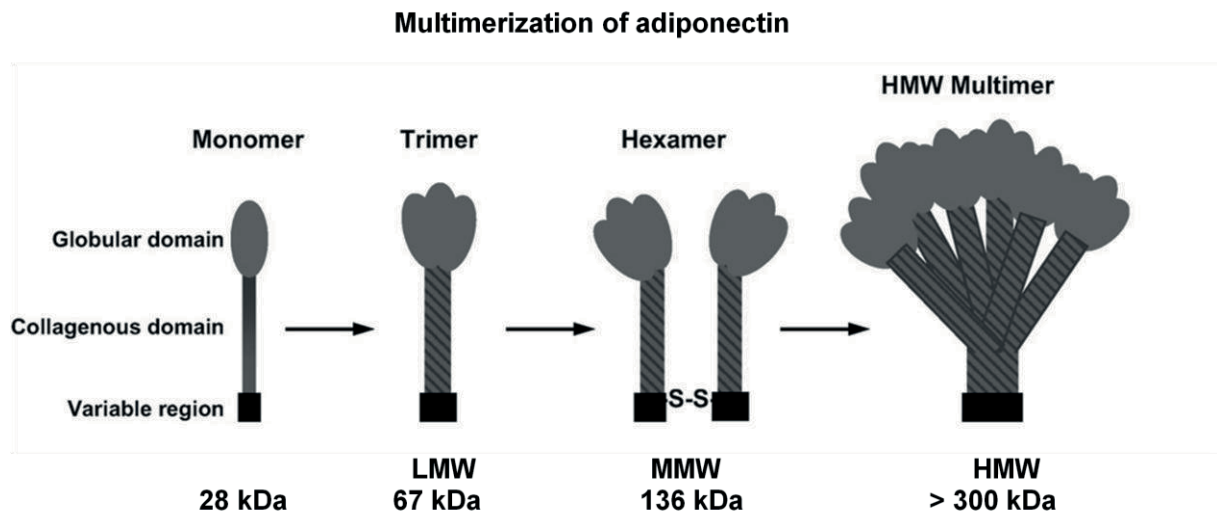 Multimerization of adiponectin
HMW Multimer
Monomer
Trimer
Hexamer
Globular domain
Collagenous domain
Variable region
-S-S-
LMW
MMW
HMW
28 kDa
67 kDa
136 kDa
> 300 kDa